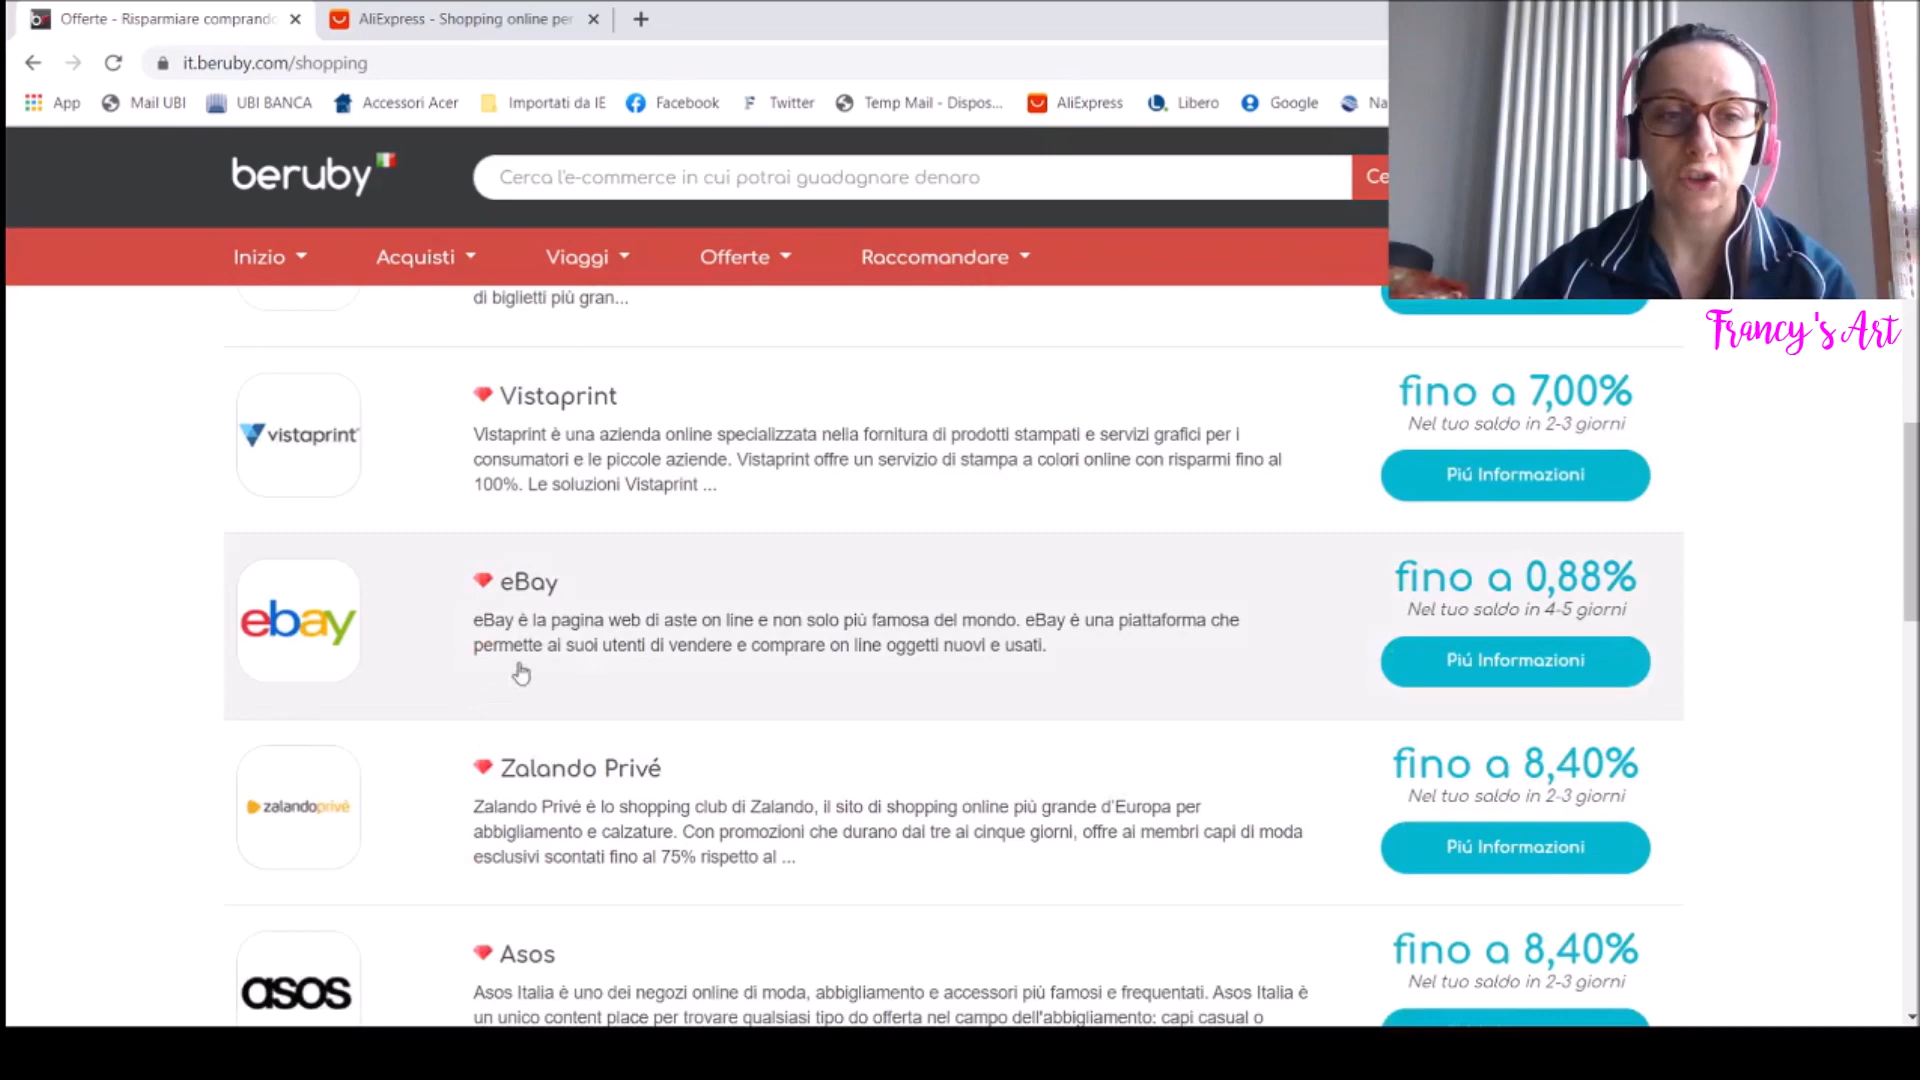 Offerte - Risparmiare comprando
AliExpress - Shopping online per
it.beruby.com/shopping
App
Mail UBI
UBI BANCA
Accessori Acer
Importati da IE
Facebook
Twitter
Temp Mail - Dispos...
AliExpress
Libero
Google
Na
beruby
Cerca l'e-commerce in cui potrai guadagnare denaro
Ce
Inizio
Acquisti
Viaggi
Offerte
Raccomandare
Francy's Art
di biglietti più gran...
vistaprint
Vistaprint
Vistaprint è una azienda online specializzata nella fornitura di prodotti stampati e servizi grafici per i
consumatori e le piccole aziende. Vistaprint offre un servizio di stampa a colori online con risparmi fino al
100%. Le soluzioni Vistaprint ...
fino a 7,00%
Nel tuo saldo in 2-3 giorni
Piú Informazioni
ebay
eBay
eBay è la pagina web di aste on line e non solo più famosa del mondo. eBay è una piattaforma che
permette ai suoi utenti di vendere e comprare on line oggetti nuovi e usati.
fino a 0,88%
Nel tuo saldo in 4-5 giorni
Piú Informazioni
zalandoprivé
Zalando Privé
Zalando Privé è lo shopping club di Zalando, il sito di shopping online più grande d'Europa per
abbigliamento e calzature. Con promozioni che durano dai tre ai cinque giorni, offre ai membri capi di moda
esclusivi scontati fino al 75% rispetto al ...
fino a 8,40%
Nel tuo saldo in 2-3 giorni
Piú Informazioni
asos
Asos
Asos Italia è uno dei negozi online di moda, abbigliamento e accessori più famosi e frequentati. Asos Italia è
un unico content place per trovare qualsiasi tipo do offerta nel campo dell'abbigliamento: capi casual o
fino a 8,40%
Nel tuo saldo in 2-3 giorni